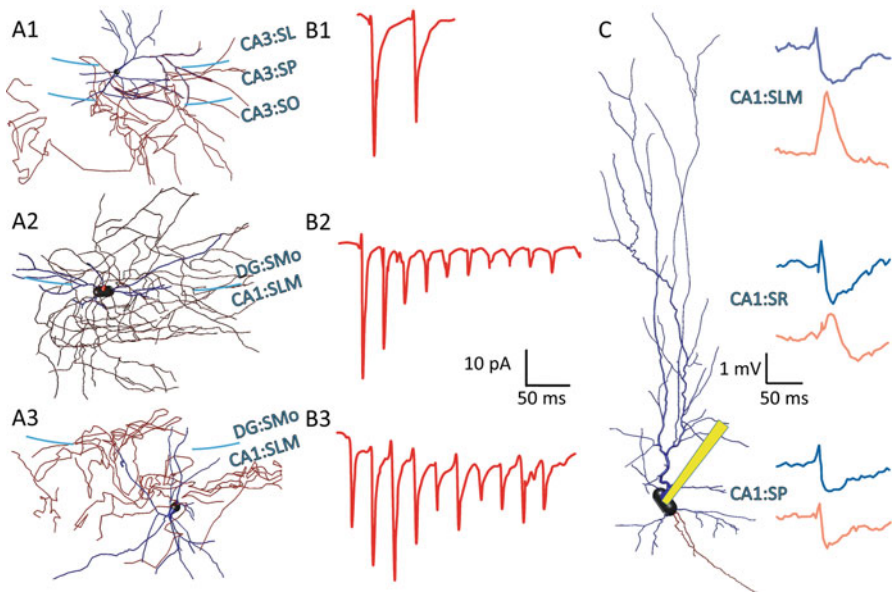 A1
CA3:SL
CA3:SP
CA3:SO
B1
A2
DG:SMo
CA1:SLM
B2
10 pA
50 ms
A3
DG:SMo
CA1:SLM
B3
C
CA1:SLM
CA1:SR
1 mV
50 ms
CA1:SP